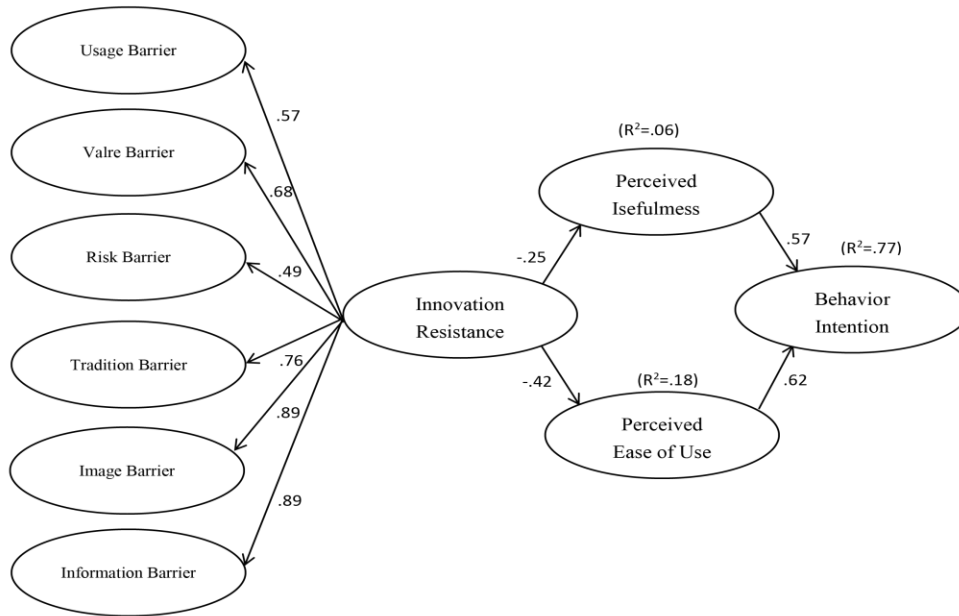 Usage Barrier
Valre Barrier
Risk Barrier
Tradition Barrier
Image Barrier
Information Barrier
.57
.68
.49
.76
.89
.89
Innovation
Resistance
-.25
-.42
(R²=.06)
Perceived
Isefulmess
(R²=.18)
Perceived
Ease of Use
.57
.62
(R²=.77)
Behavior
Intention